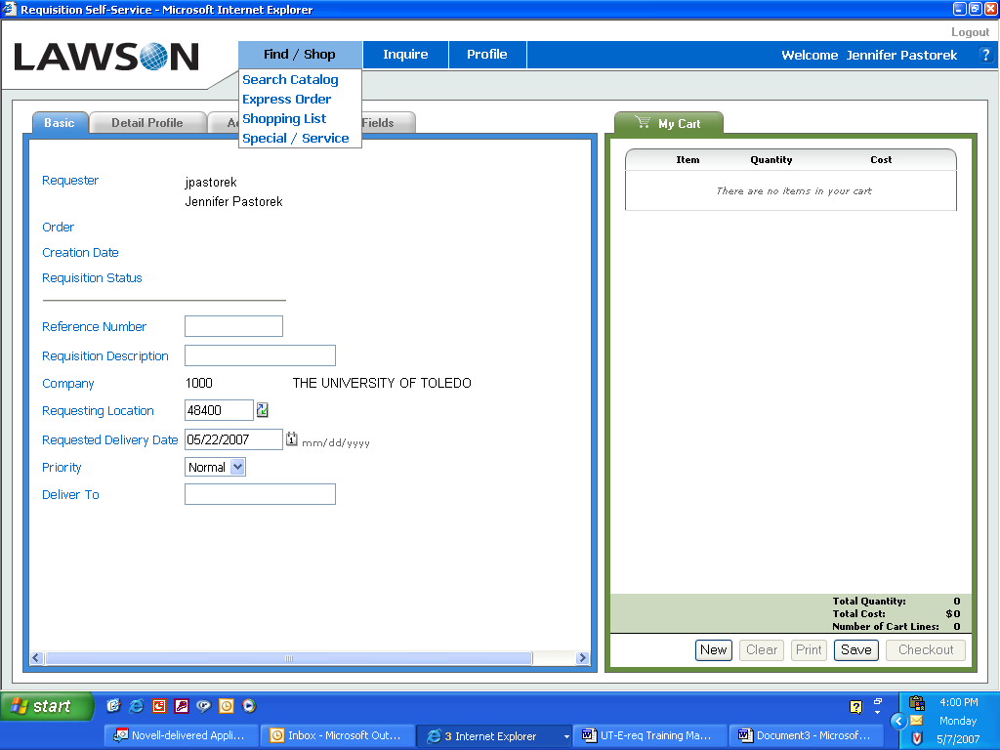 Requisition Self-Service - Microsoft Internet Explorer
Logout
LAWSON
Find / Shop
Inquire
Profile
Welcome Jennifer Pastorek
?
Search Catalog
Express Order
Shopping List
Special / Service
Basic
Detail Profile
Fields
My Cart
Requester
jpastorek
Jennifer Pastorek
Order
Creation Date
Requisition Status
Reference Number
Requisition Description
Company
1000
THE UNIVERSITY OF TOLEDO
Requesting Location
48400
Requested Delivery Date
05/22/2007
mm/dd/yyyy
Priority
Normal
Deliver To
Item Quantity Cost
There are no items in your cart
Total Quantity: 0
Total Cost: $0
Number of Cart Lines: 0
New
Clear
Print
Save
Checkout
start
4:00 PM
Monday
5/7/2007
Novell-delivered Appli...
Inbox - Microsoft Out...
3 Internet Explorer
UT-E-req Training Ma...
Document3 - Microsof...